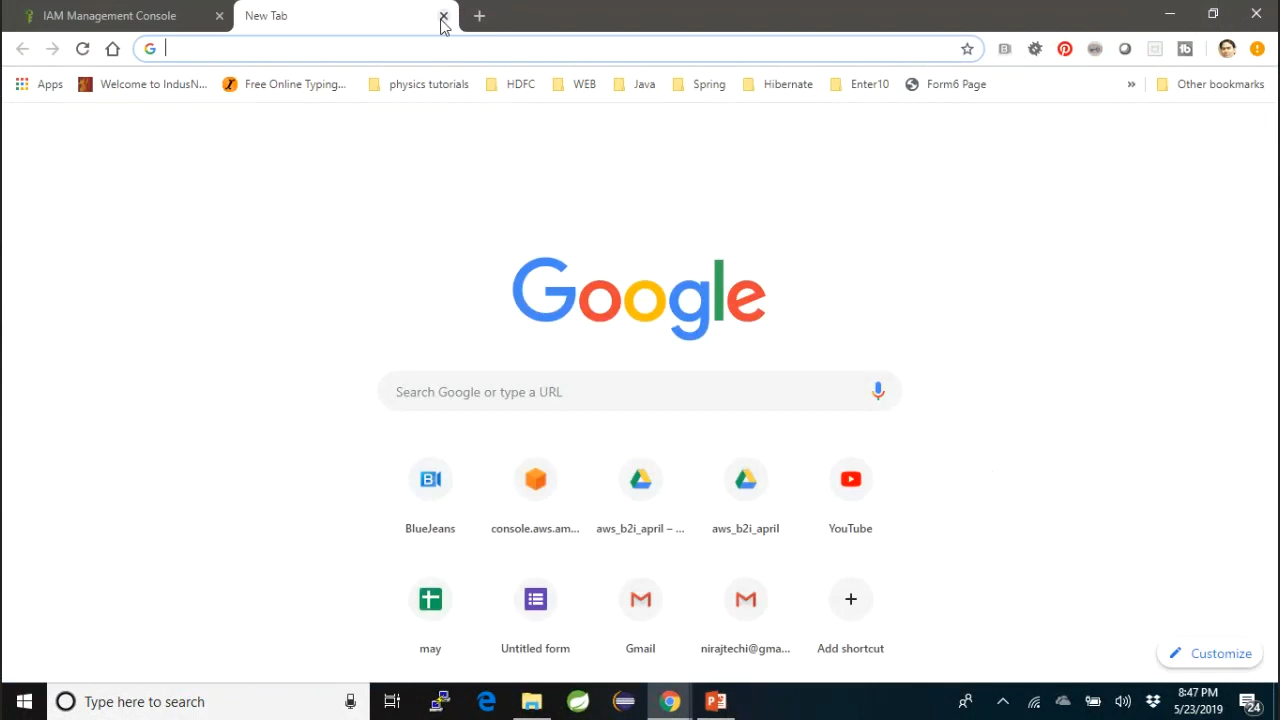 IAM Management Console
New Tab
Apps
Welcome to IndusN...
Free Online Typing...
physics tutorials
HDFC
WEB
Java
Spring
Hibernate
Enter10
Form6 Page
»
Other bookmarks
Google
Search Google or type a URL
BlueJeans
console.aws.am...
aws_b2i_april – ...
aws_b2i_april
YouTube
may
Untitled form
Gmail
nirajtechi@gma...
Add shortcut
Customize
Type here to search
8:47 PM
5/23/2019
24